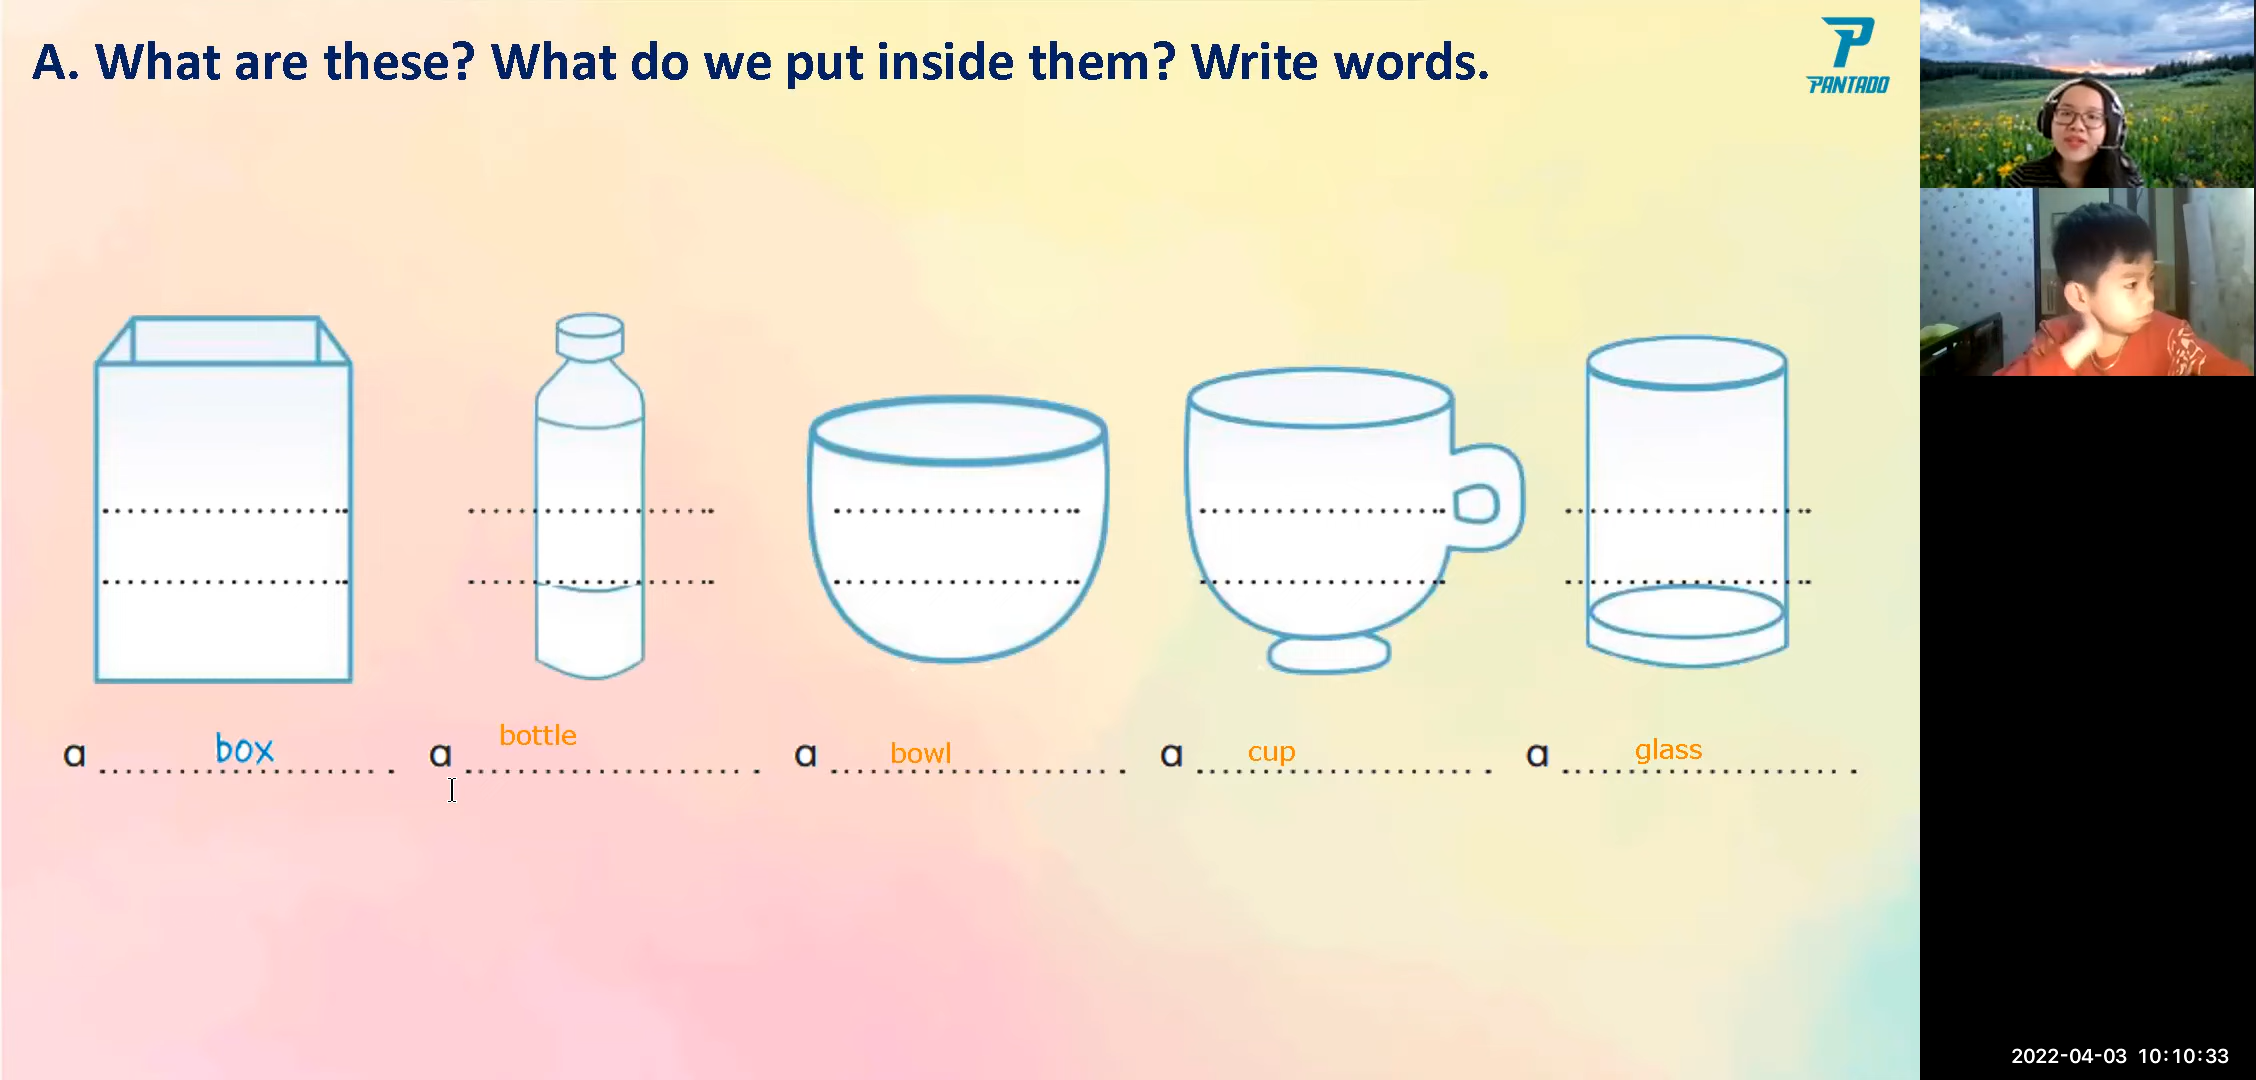 A. What are these? What do we put inside them? Write words.
PANTADO
a box .
a bottle .
a bowl .
a cup .
a glass .
2022-04-03 10:10:33